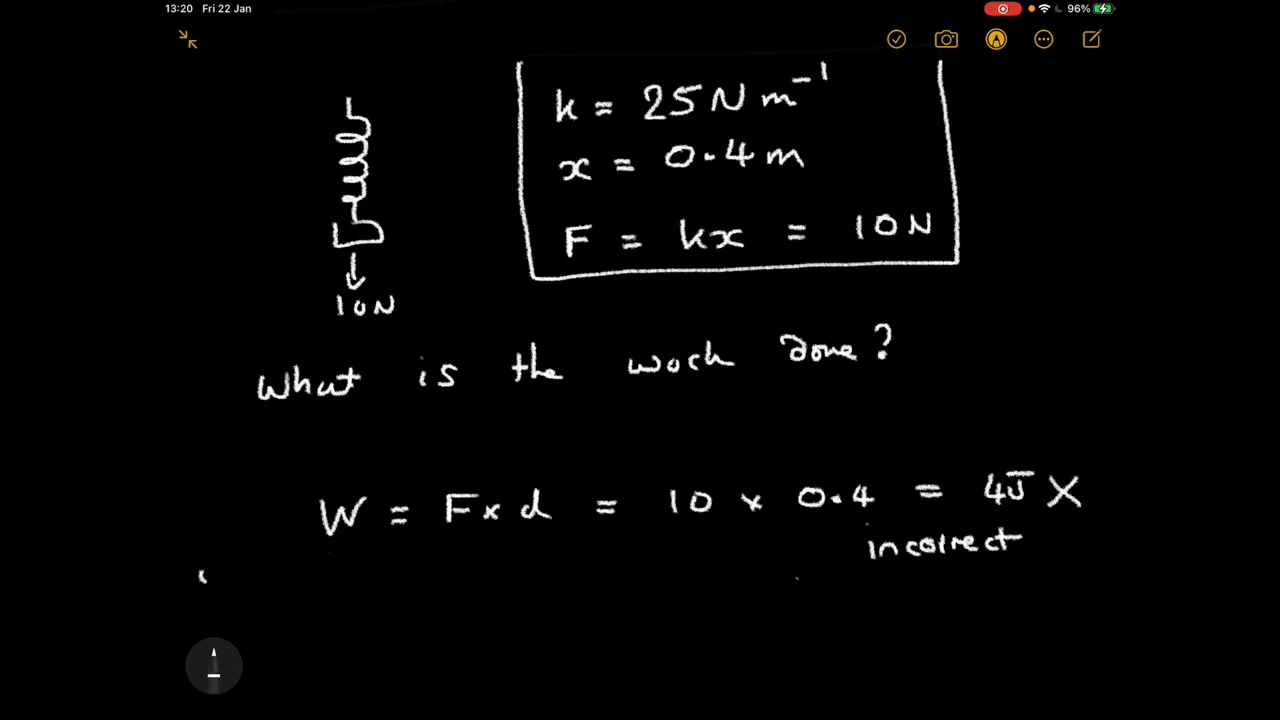 13:20 Fri 22 Jan
96%
k = 25 N m⁻¹
x = 0.4 m
F = kx = 10 N
10 N
What is the work done?
W = F x d = 10 x 0.4 = 4J X
incorrect